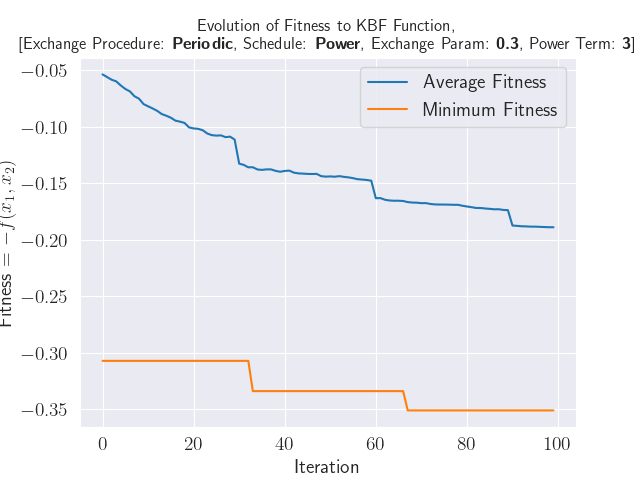 Evolution of Fitness to KBF Function,
[Exchange Procedure: Periodic, Schedule: Power, Exchange Param: 0.3, Power Term: 3]
Average Fitness
Minimum Fitness
Fitness = −f(x₁, x₂)
−0.05
−0.10
−0.15
−0.20
−0.25
−0.30
−0.35
0 20 40 60 80 100
Iteration